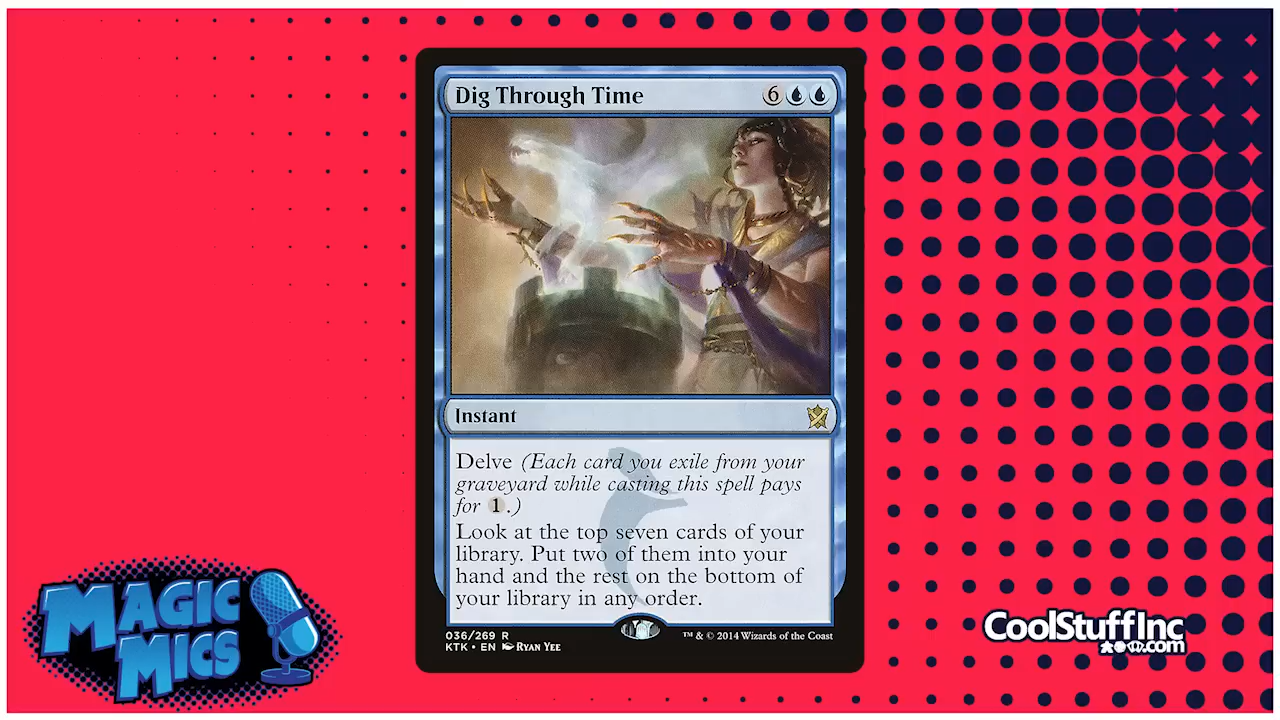 Dig Through Time 6
Instant
Delve (Each card you exile from your
graveyard while casting this spell pays
for 1.)
Look at the top seven cards of your
library. Put two of them into your
hand and the rest on the bottom of
your library in any order.
036/269 R
KTK • EN RYAN YEE
™ & © 2014 Wizards of the Coast
MAGIC
MICS
CoolStuffInc
.com